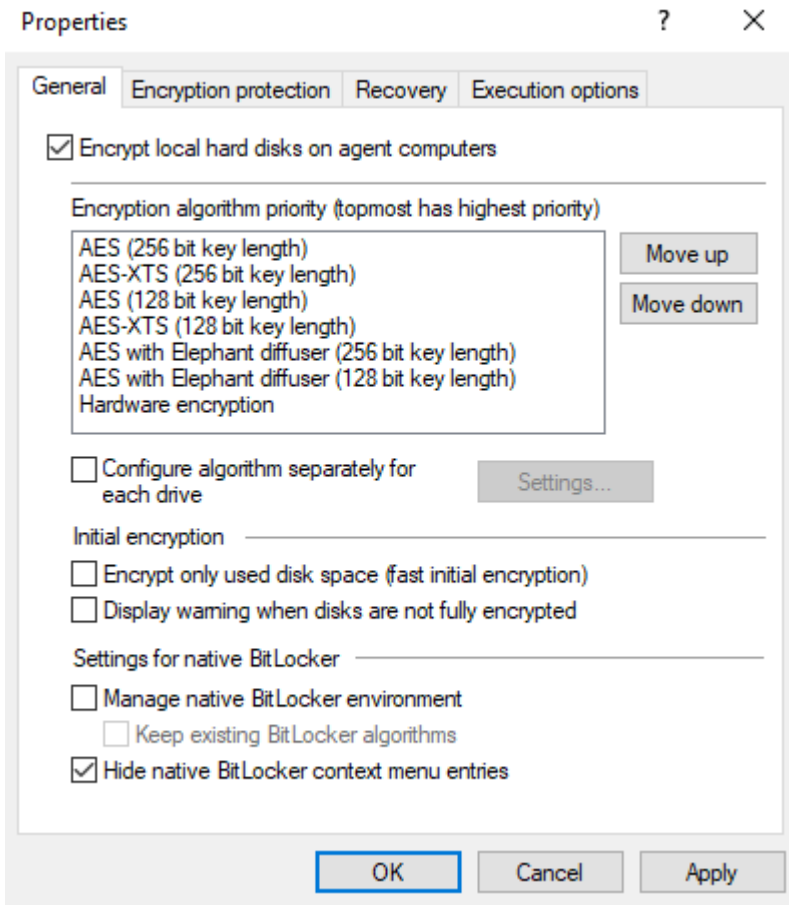 Properties
?
General
Encryption protection
Recovery
Execution options
Encrypt local hard disks on agent computers
Encryption algorithm priority (topmost has highest priority)
AES (256 bit key length)
AES-XTS (256 bit key length)
AES (128 bit key length)
AES-XTS (128 bit key length)
AES with Elephant diffuser (256 bit key length)
AES with Elephant diffuser (128 bit key length)
Hardware encryption
Move up
Move down
Configure algorithm separately for
each drive
Settings...
Initial encryption
Encrypt only used disk space (fast initial encryption)
Display warning when disks are not fully encrypted
Settings for native BitLocker
Manage native BitLocker environment
Keep existing BitLocker algorithms
Hide native BitLocker context menu entries
OK
Cancel
Apply